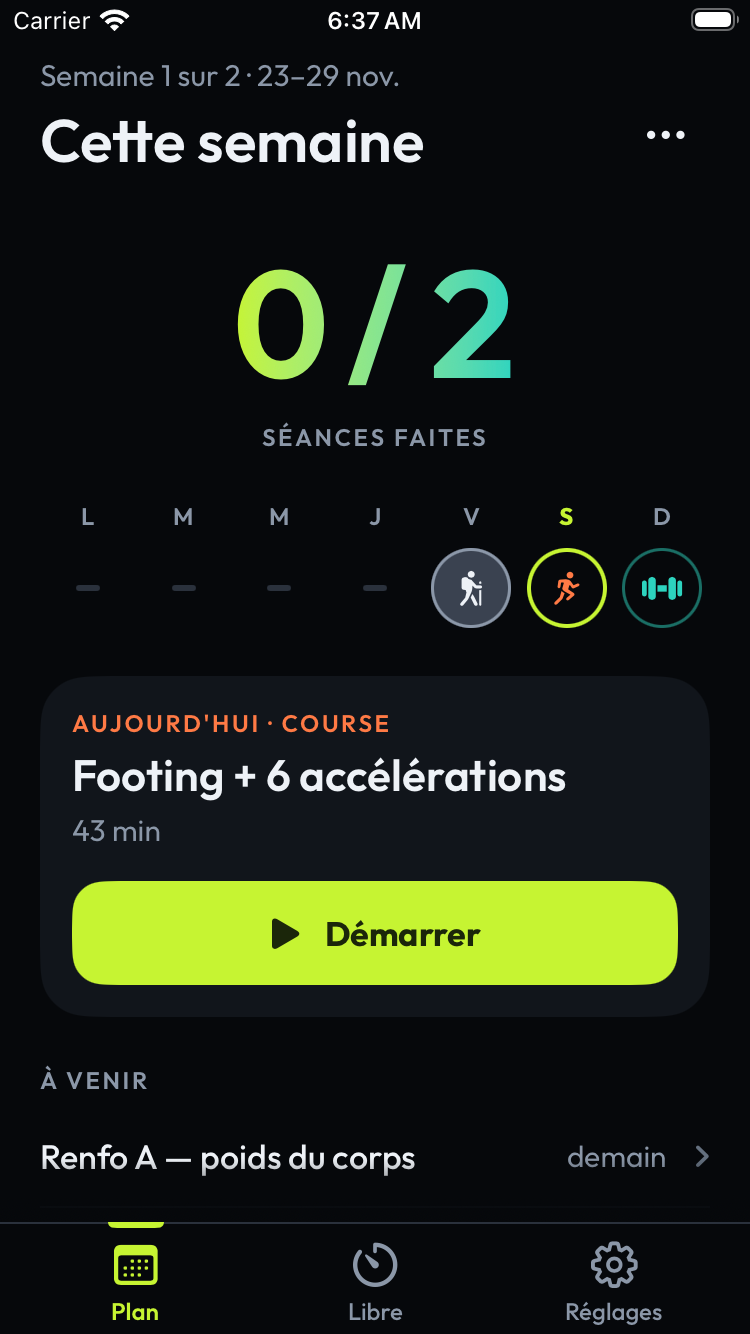 Carrier 6:37 AM
Semaine 1 sur 2 · 23–29 nov.
Cette semaine
0/2
SÉANCES FAITES
L M M J V S D
AUJOURD'HUI · COURSE
Footing + 6 accélérations
43 min
Démarrer
À VENIR
Renfo A — poids du corps demain
Plan Libre Réglages